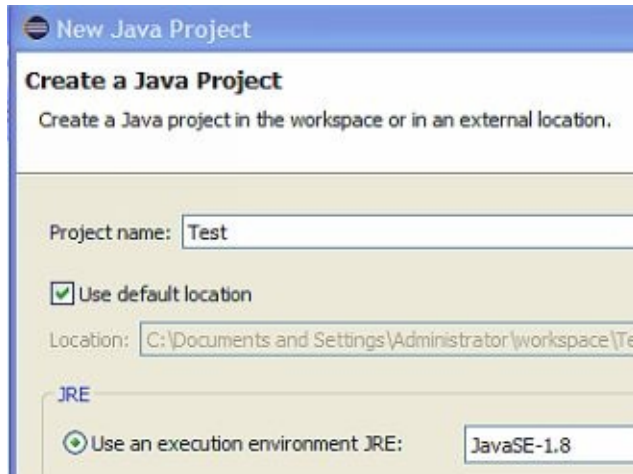 New Java Project
Create a Java Project
Create a Java project in the workspace or in an external location.
Project name: Test
Use default location
Location: C:\Documents and Settings\Administrator\workspace\Te
JRE
Use an execution environment JRE: JavaSE-1.8